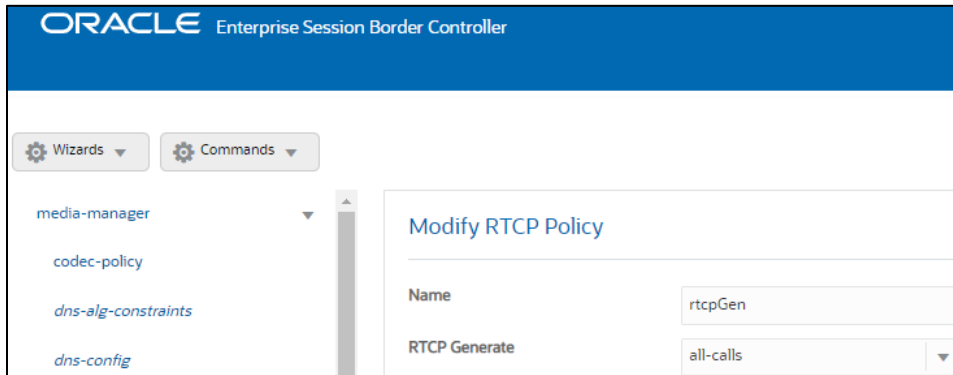 ORACLE Enterprise Session Border Controller
Wizards Commands
media-manager
codec-policy
dns-alg-constraints
dns-config
Modify RTCP Policy
Name rtcpGen
RTCP Generate all-calls